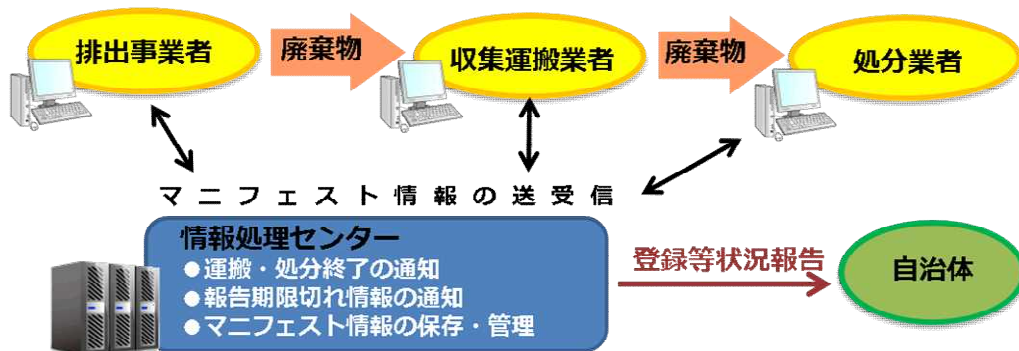 排出事業者
廃棄物
収集運搬業者
廃棄物
処分業者
マニフェスト情報の送受信
情報処理センター
●運搬・処分終了の通知
●報告期限切れ情報の通知
●マニフェスト情報の保存・管理
登録等状況報告
自治体